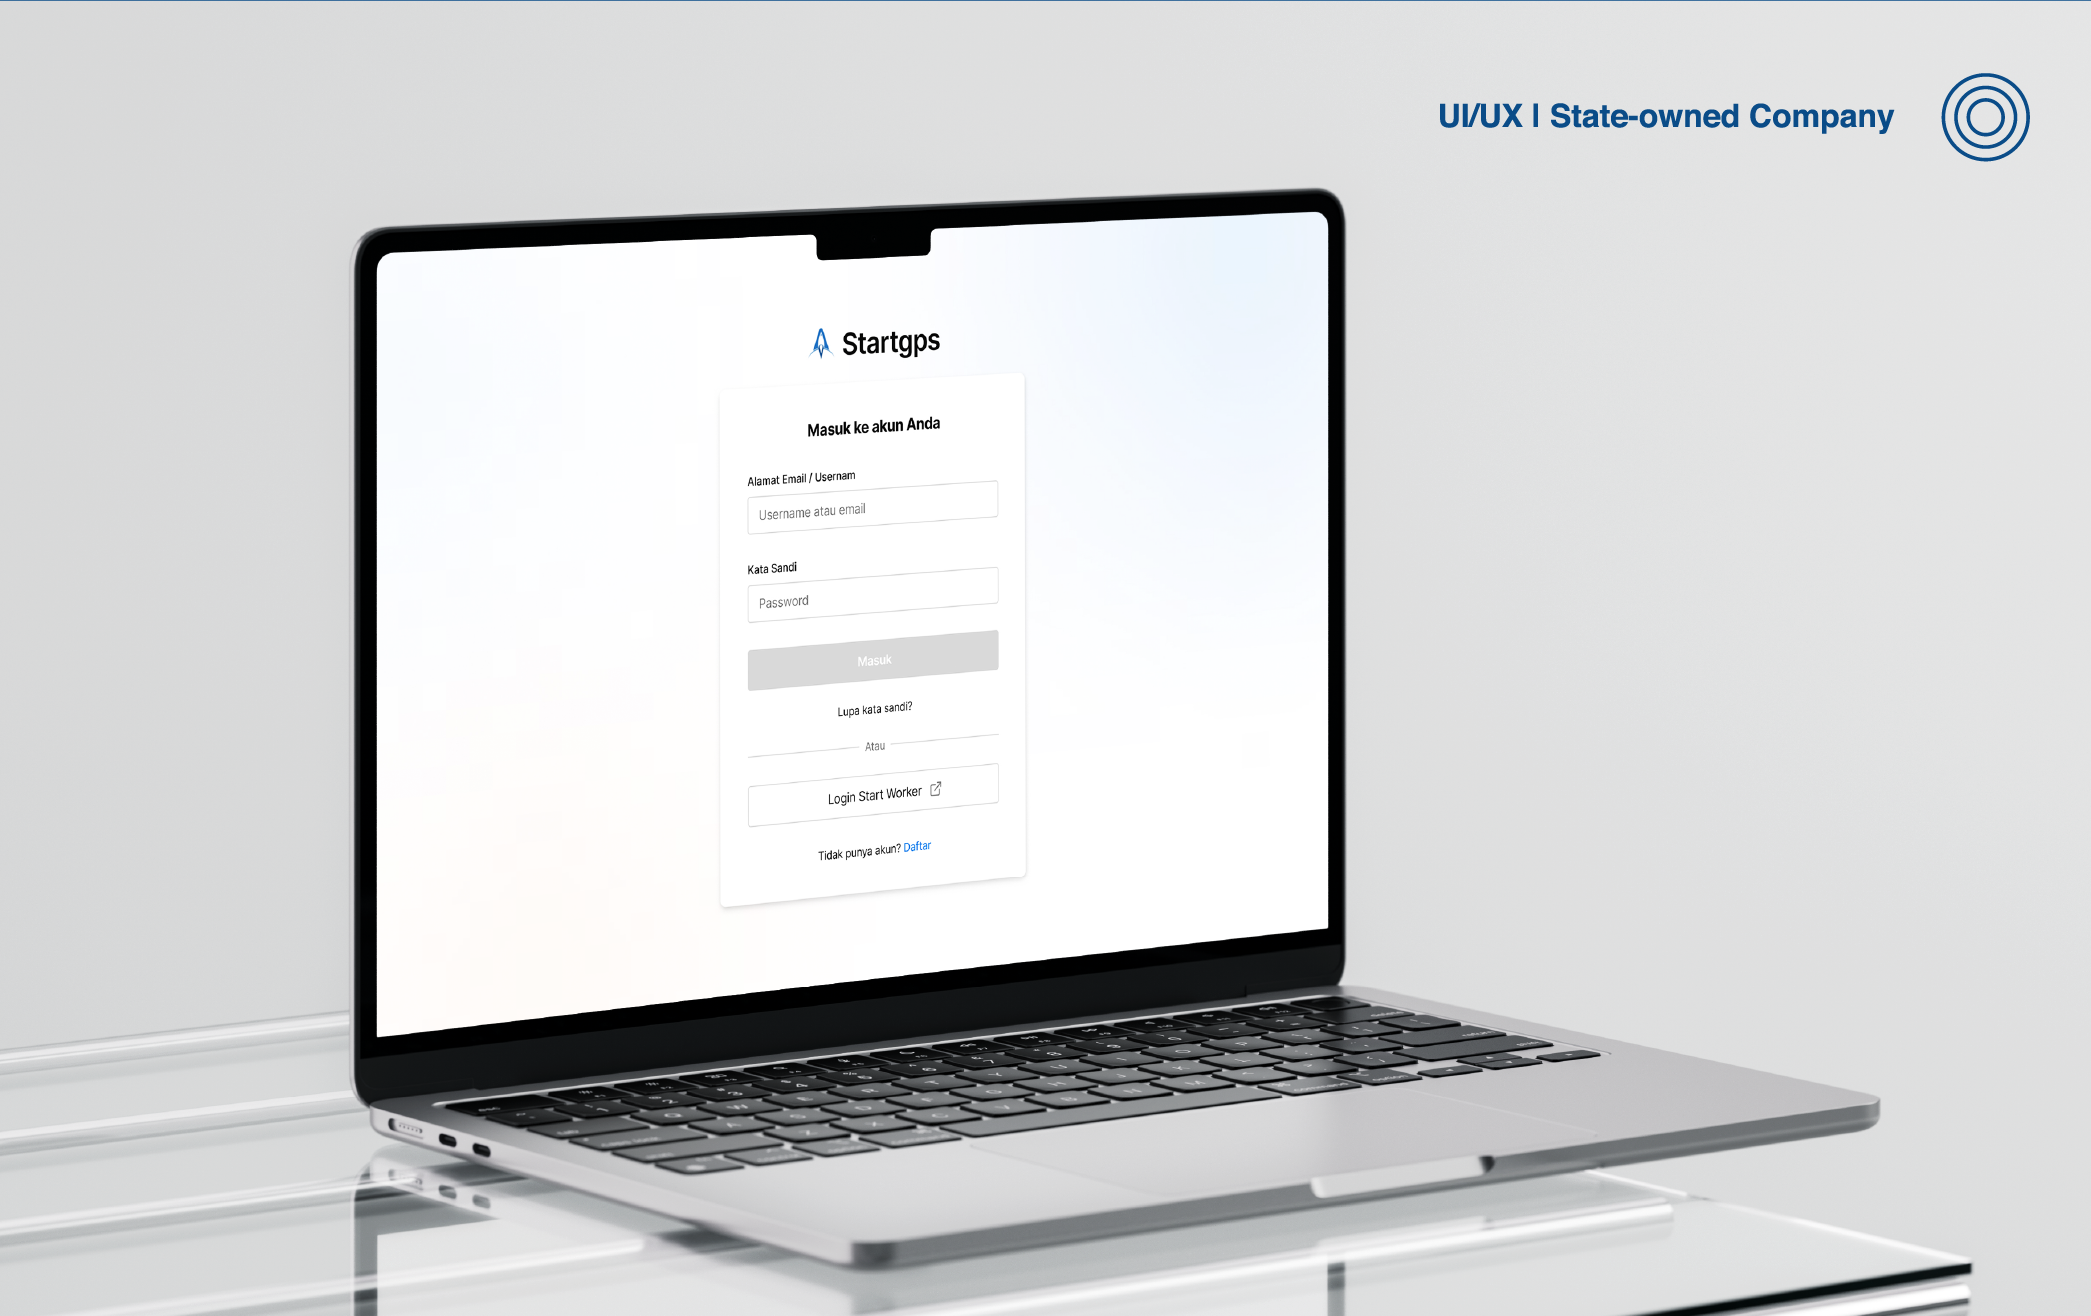 UI/UX | State-owned Company
Startgps
Masuk ke akun Anda
Alamat Email / Usernam
Username atau email
Kata Sandi
Password
Masuk
Lupa kata sandi?
Atau
Login Start Worker
Tidak punya akun? Daftar